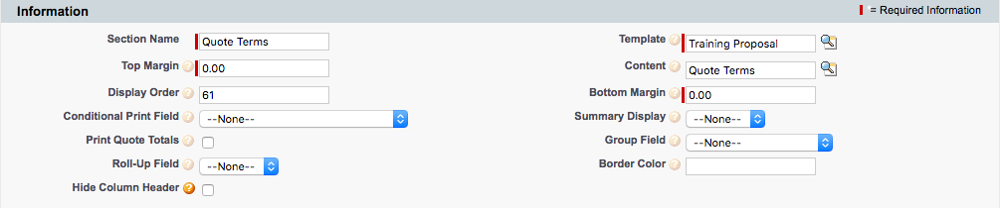 Information = Required Information
Section Name Quote Terms Template ? Training Proposal
Top Margin ? 0.00 Content ? Quote Terms
Display Order ? 61 Bottom Margin ? 0.00
Conditional Print Field ? --None-- Summary Display ? --None--
Print Quote Totals ? Group Field ? --None--
Roll-Up Field ? --None-- Border Color ?
Hide Column Header ?